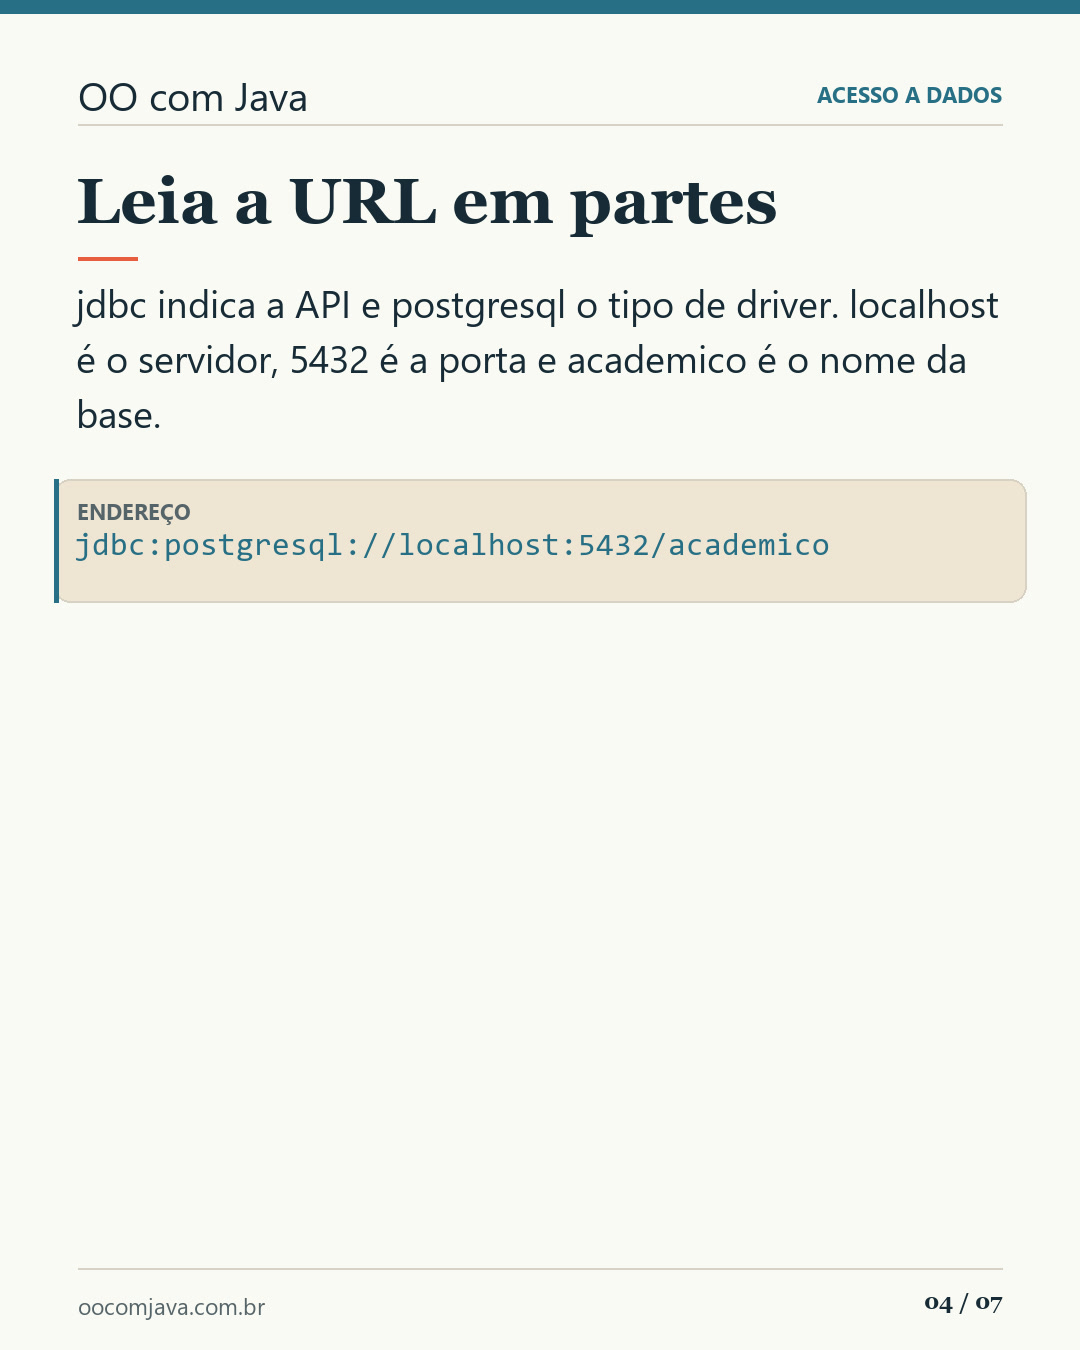 OO com Java
ACESSO A DADOS
Leia a URL em partes
jdbc indica a API e postgresql o tipo de driver. localhost
é o servidor, 5432 é a porta e academico é o nome da
base.
ENDEREÇO
jdbc:postgresql://localhost:5432/academico
oocomjava.com.br
04 / 07